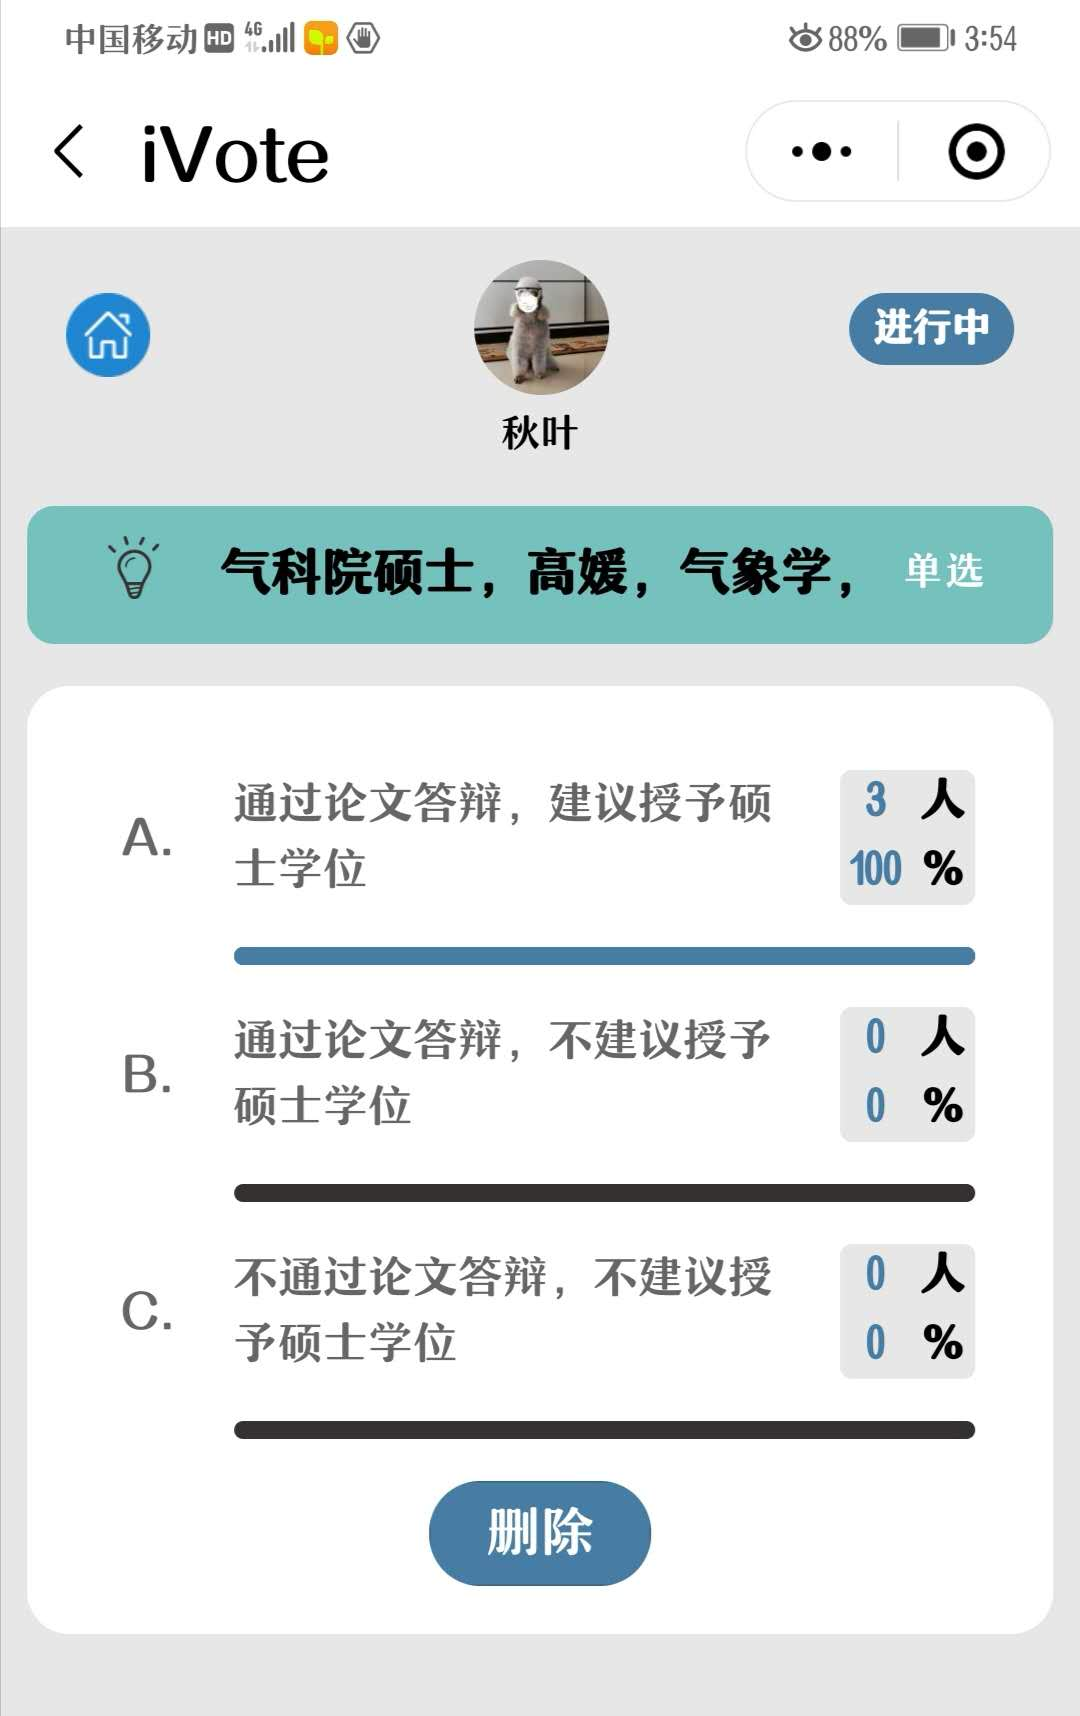 中国移动 HD 4G 88% 3:54
iVote
进行中
秋叶
气科院硕士，高媛，气象学， 单选
A. 通过论文答辩，建议授予硕
士学位
3 人
100 %
B. 通过论文答辩，不建议授予
硕士学位
0 人
0 %
C. 不通过论文答辩，不建议授
予硕士学位
0 人
0 %
删除